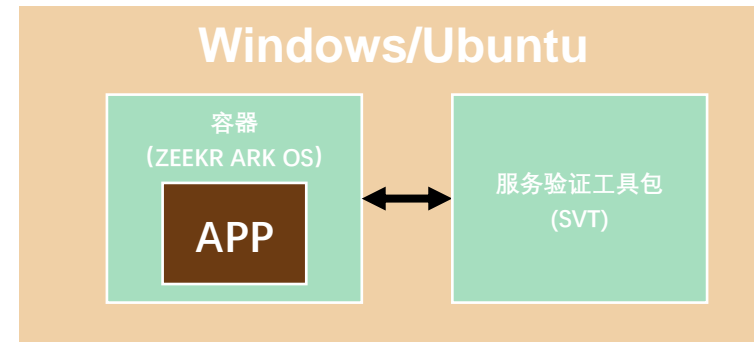 Windows/Ubuntu
容器
（ZEEKR ARK OS）
APP
服务验证工具包
(SVT)